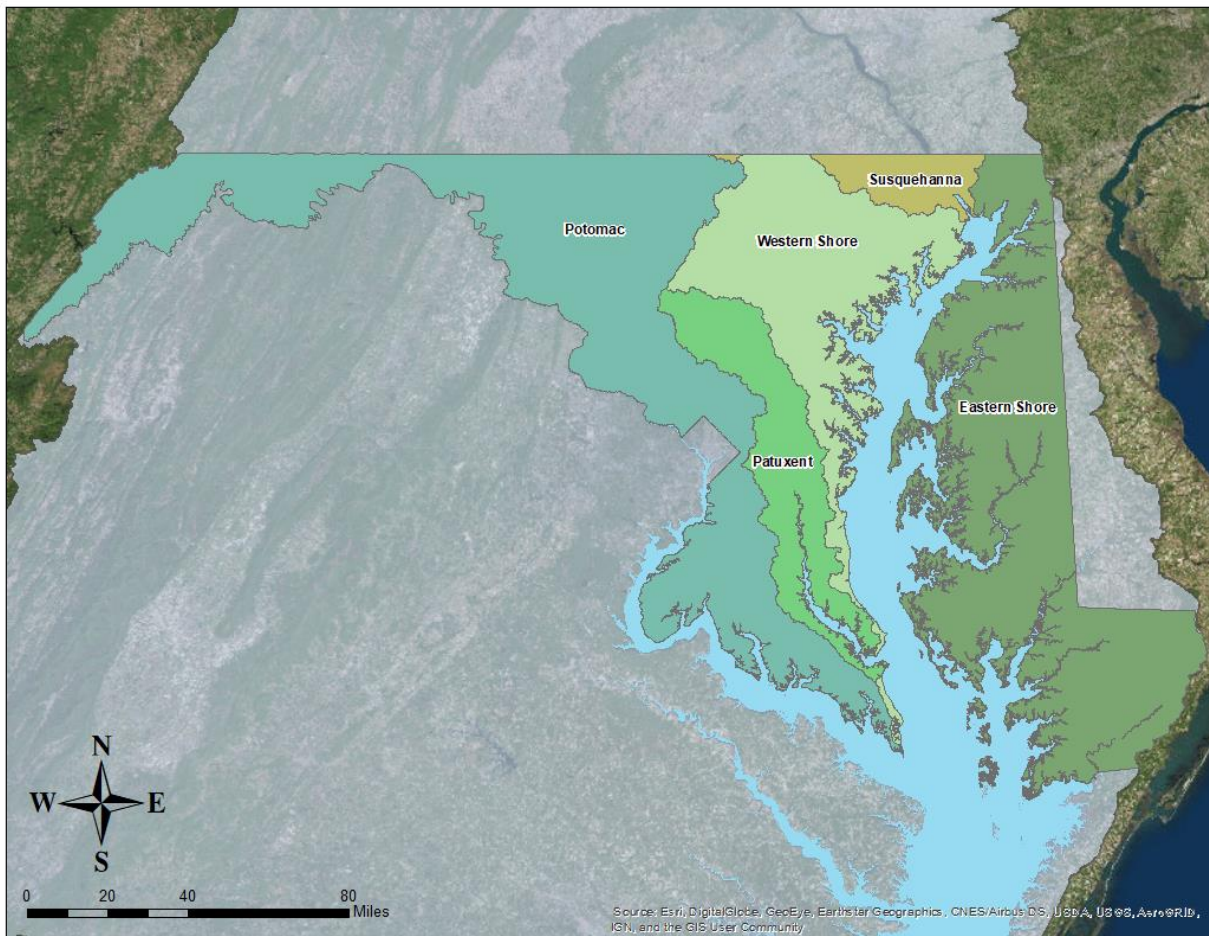 Susquehanna
Potomac
Western Shore
Eastern Shore
Patuxent
N
W E
S
0 20 40 80
Miles
Source: Esri, DigitalGlobe, GeoEye, Earthstar Geographics, CNES/Airbus DS, USDA, USGS, AeroGRID,
IGN, and the GIS User Community